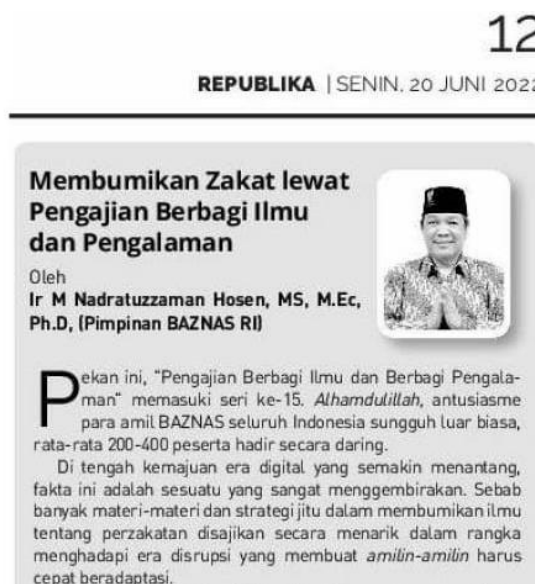 12
REPUBLIKA | SENIN, 20 JUNI 2022
Membumikan Zakat lewat
Pengajian Berbagi Ilmu
dan Pengalaman
Oleh
Ir M Nadratuzzaman Hosen, MS, M.Ec,
Ph.D, (Pimpinan BAZNAS RI)
Pekan ini, "Pengajian Berbagi Ilmu dan Berbagi Pengala-
man" memasuki seri ke-15. Alhamdulillah, antusiasme
para amil BAZNAS seluruh Indonesia sungguh luar biasa,
rata-rata 200-400 peserta hadir secara daring.
Di tengah kemajuan era digital yang semakin menantang,
fakta ini adalah sesuatu yang sangat menggembirakan. Sebab
banyak materi-materi dan strategi jitu dalam membumikan ilmu
tentang perzakatan disajikan secara menarik dalam rangka
menghadapi era disrupsi yang membuat amilin-amilin harus
cepat beradaptasi.